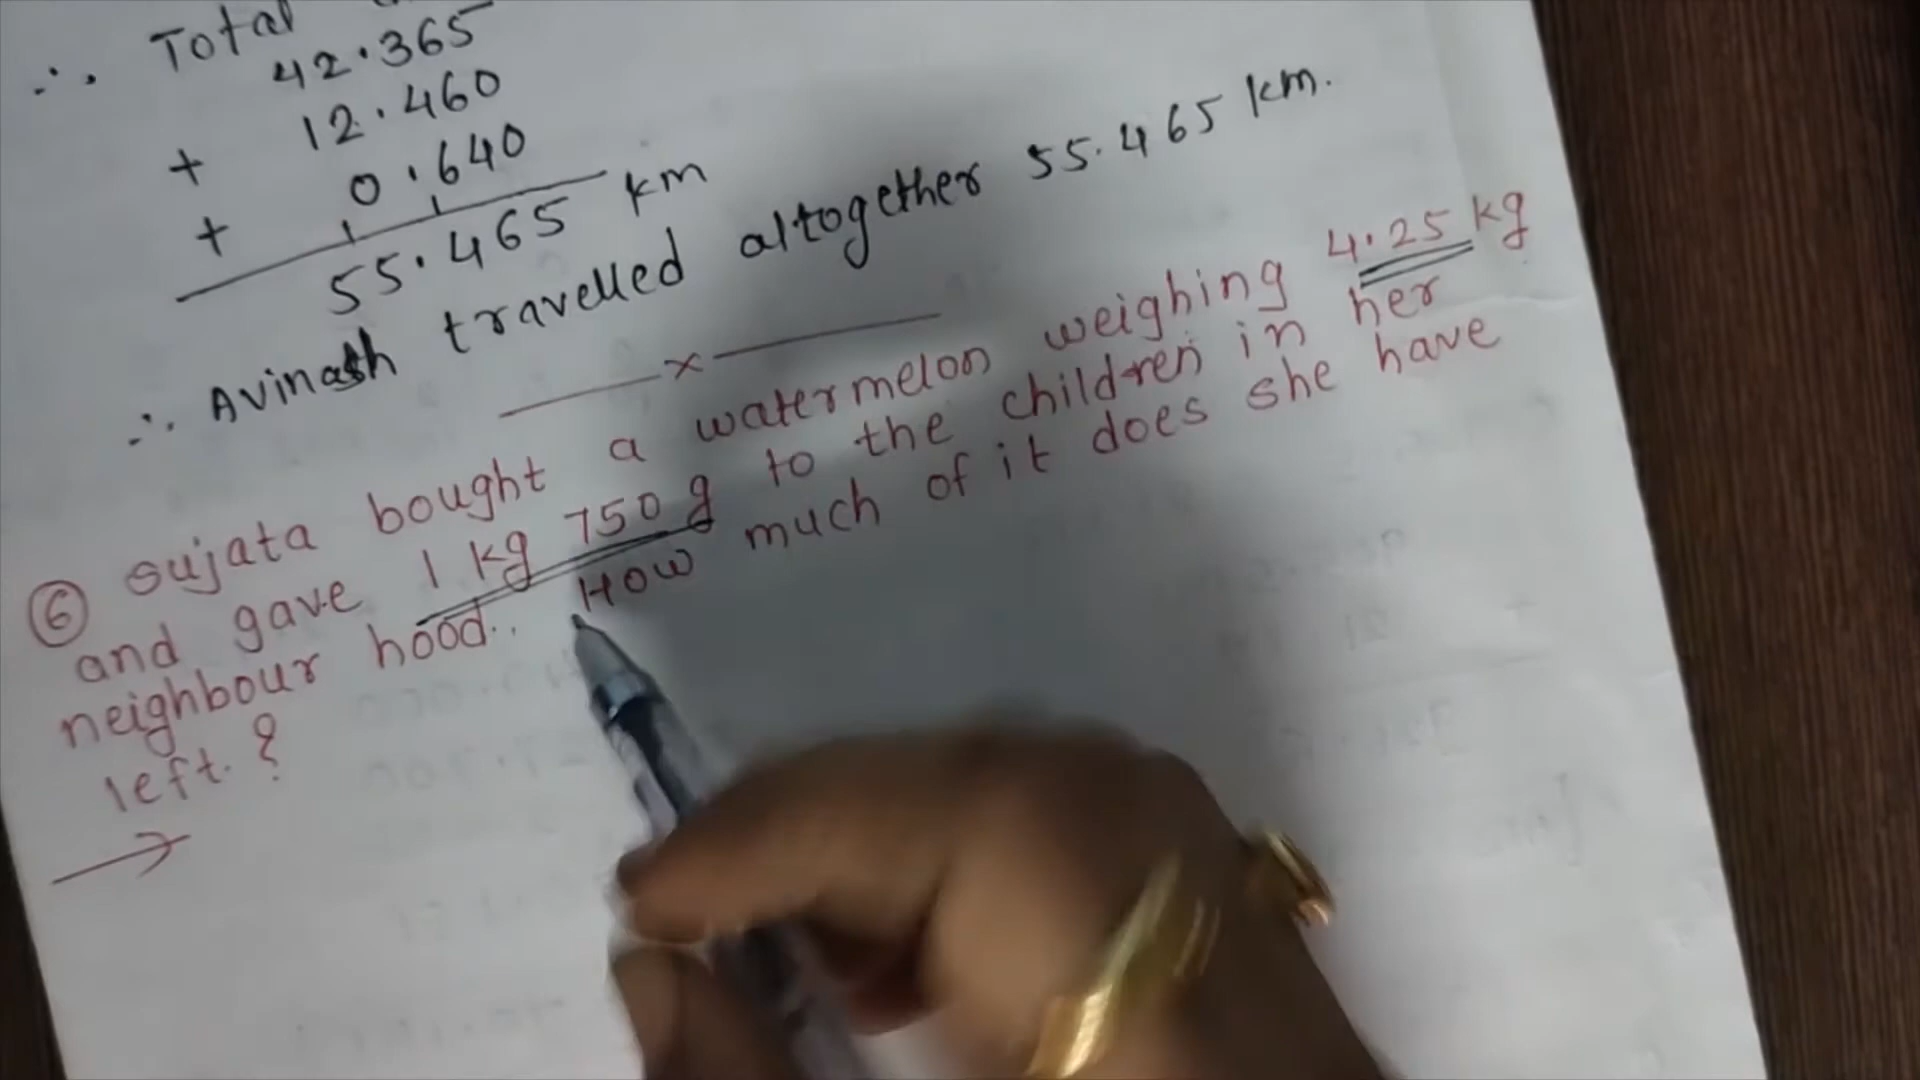 ∴ Total
42.365
+ 12.460
+ 0.640
1 1
55.465 km
∴ Avinash travelled altogether 55.465 km.
x
⑥ sujata bought a watermelon weighing 4.25 kg
and gave 1 kg 750 g to the children in her
neighbour hood.. How much of it does she have
left. ?
→